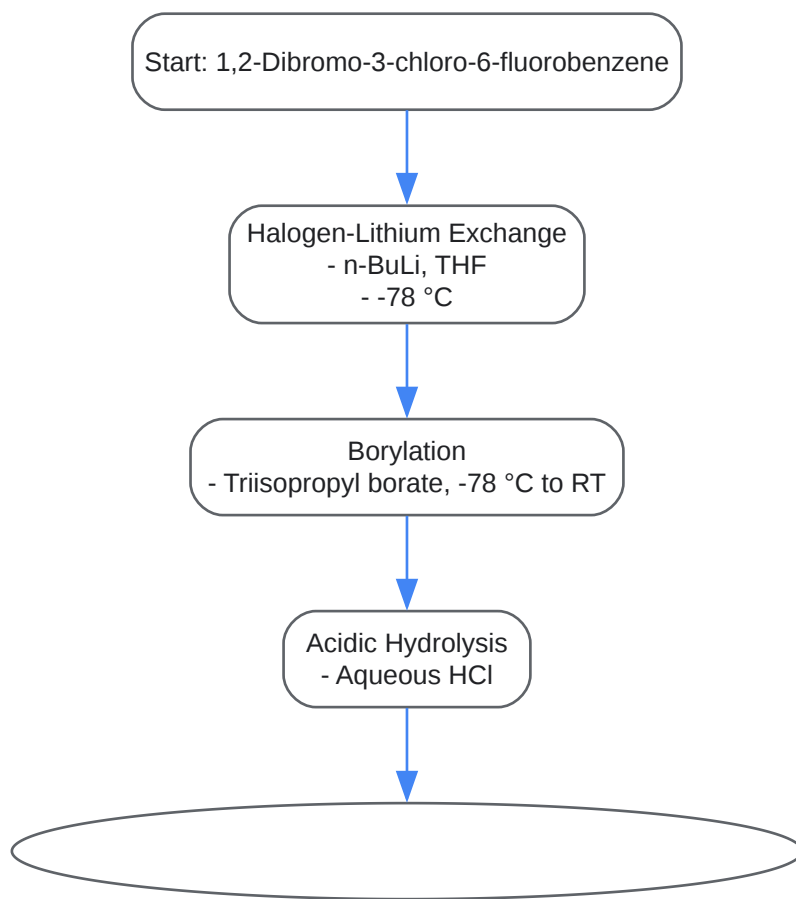 Start: 1,2-Dibromo-3-chloro-6-fluorobenzene
Halogen-Lithium Exchange
- n-BuLi, THF
- -78 °C
Borylation
- Triisopropyl borate, -78 °C to RT
Acidic Hydrolysis
- Aqueous HCl